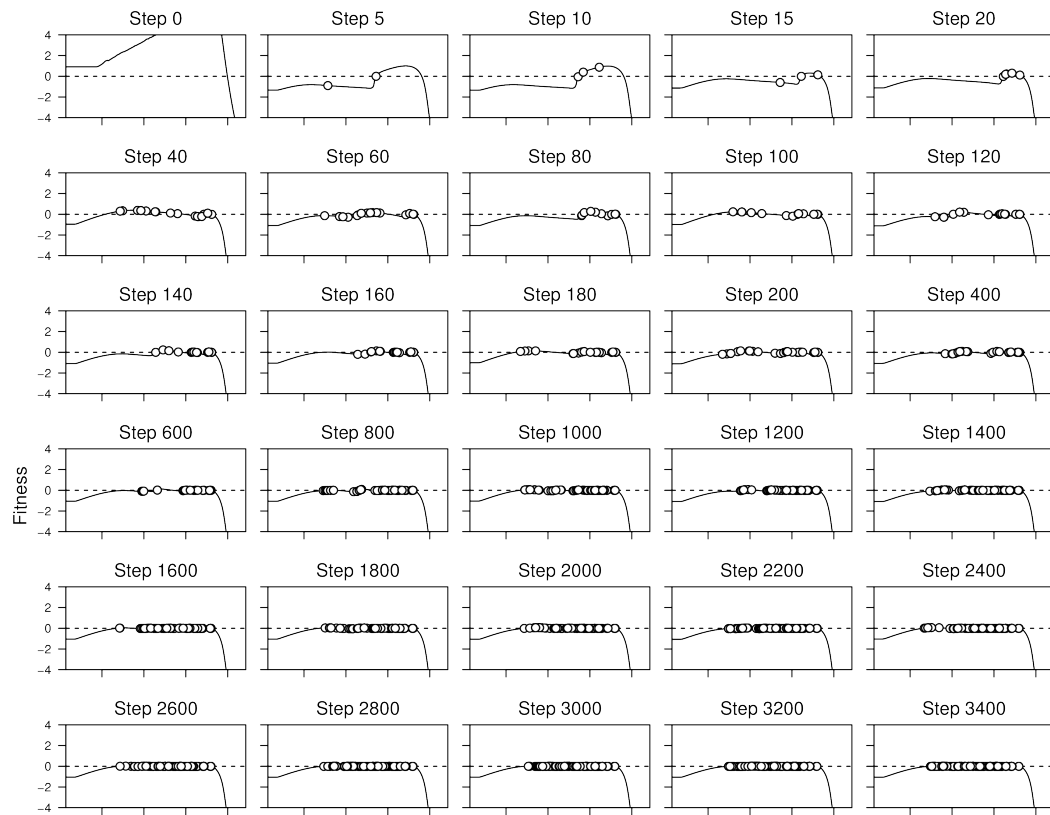 Step 0
Step 5
Step 10
Step 15
Step 20
4
2
0
−2
−4
Step 40
Step 60
Step 80
Step 100
Step 120
4
2
0
−2
−4
Step 140
Step 160
Step 180
Step 200
Step 400
4
2
0
−2
−4
Step 600
Step 800
Step 1000
Step 1200
Step 1400
4
2
0
−2
−4
Fitness
Step 1600
Step 1800
Step 2000
Step 2200
Step 2400
4
2
0
−2
−4
Step 2600
Step 2800
Step 3000
Step 3200
Step 3400
4
2
0
−2
−4